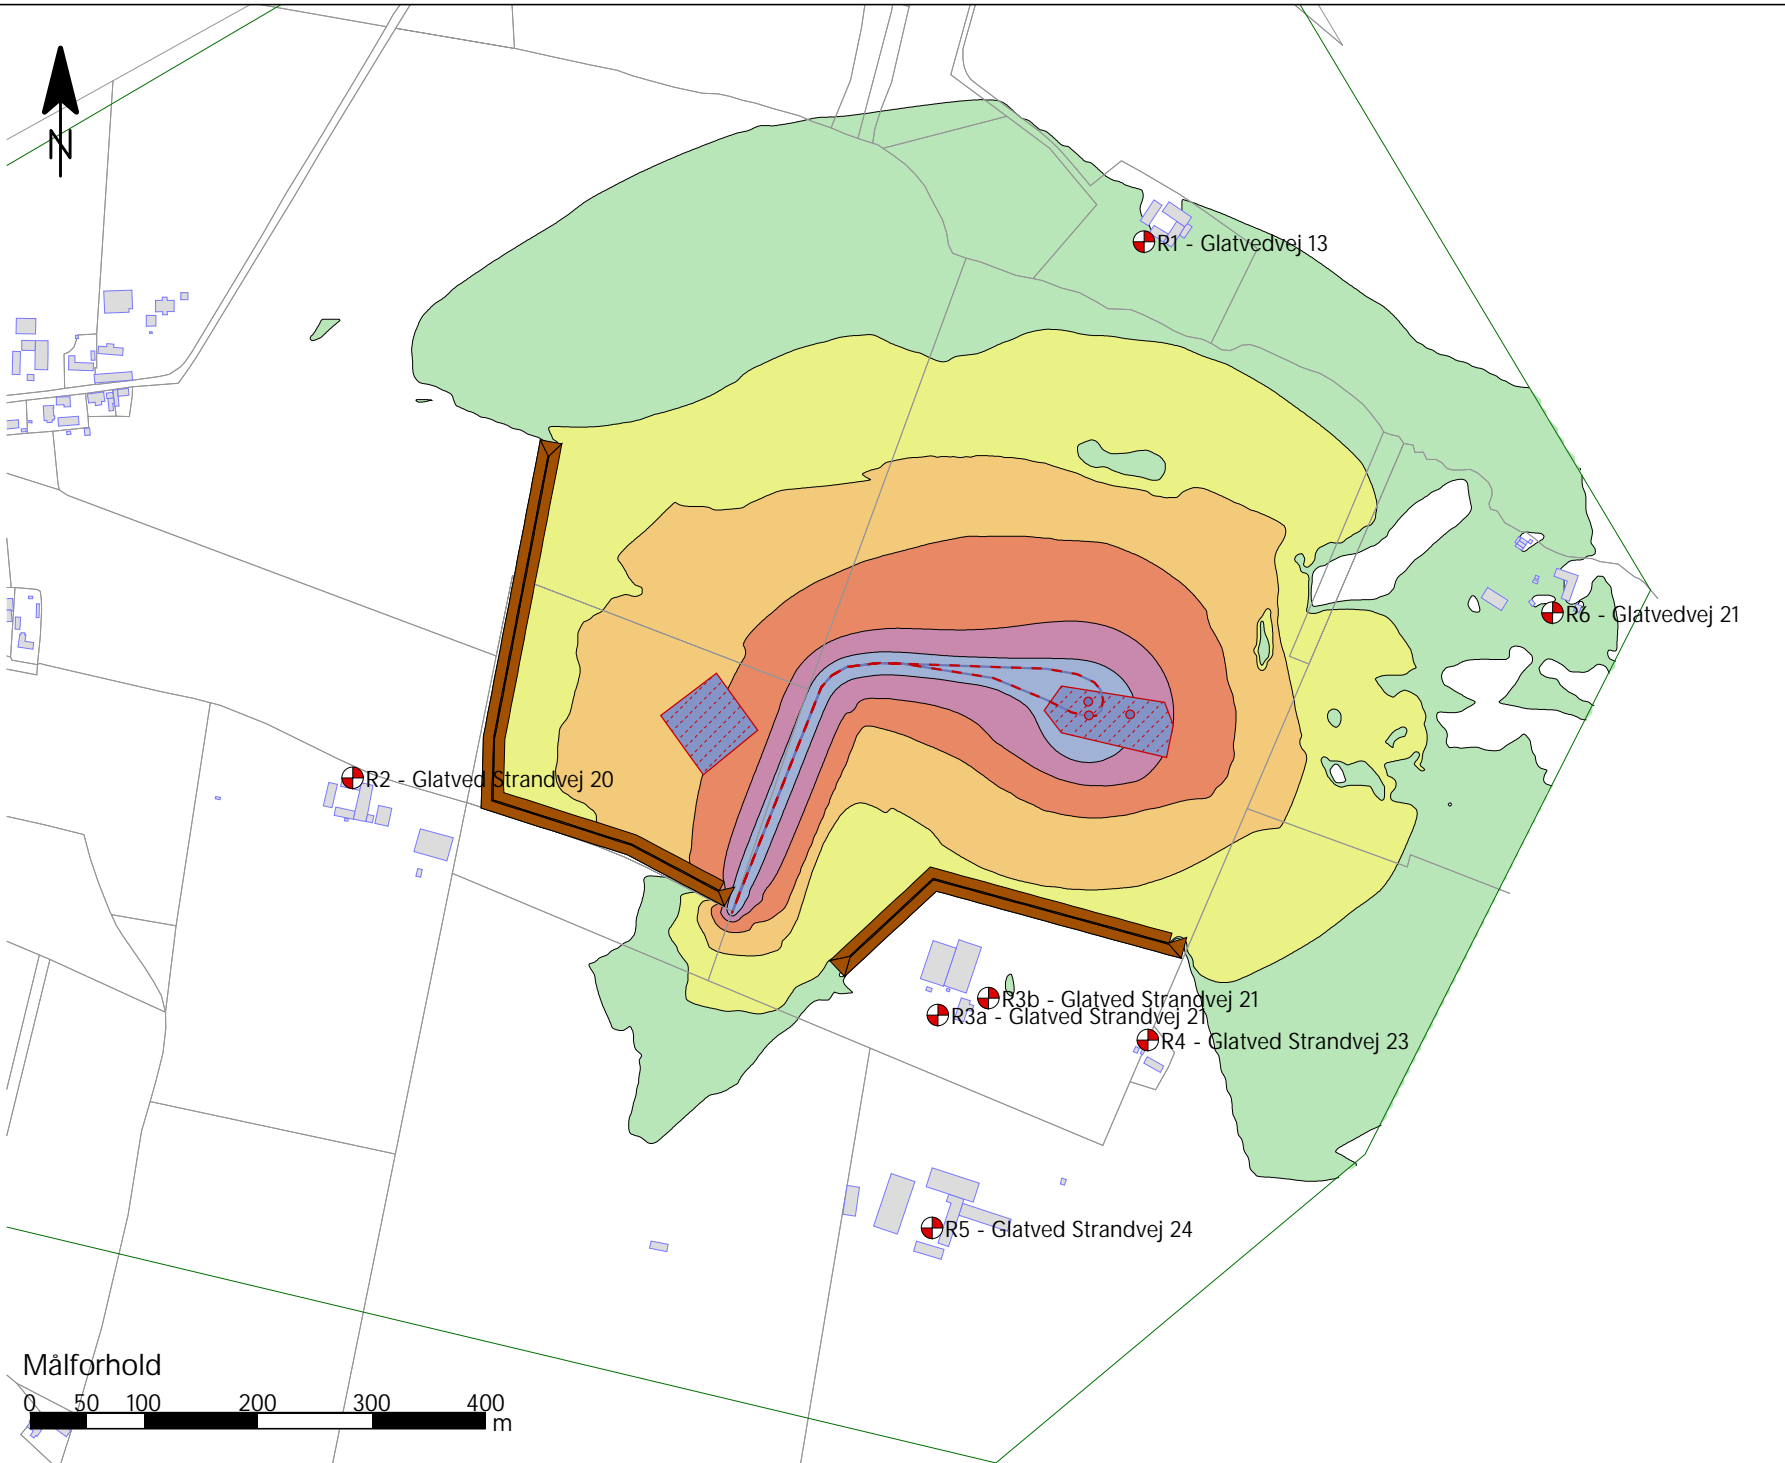 N
R1 - Glatvedvej 13
R6 - Glatvedvej 21
R2 - Glatved Strandvej 20
R3b - Glatved Strandvej 21
R3a - Glatved Strandvej 21
R4 - Glatved Strandvej 23
R5 - Glatved Strandvej 24
Målforhold
0 50 100 200 300 400
m